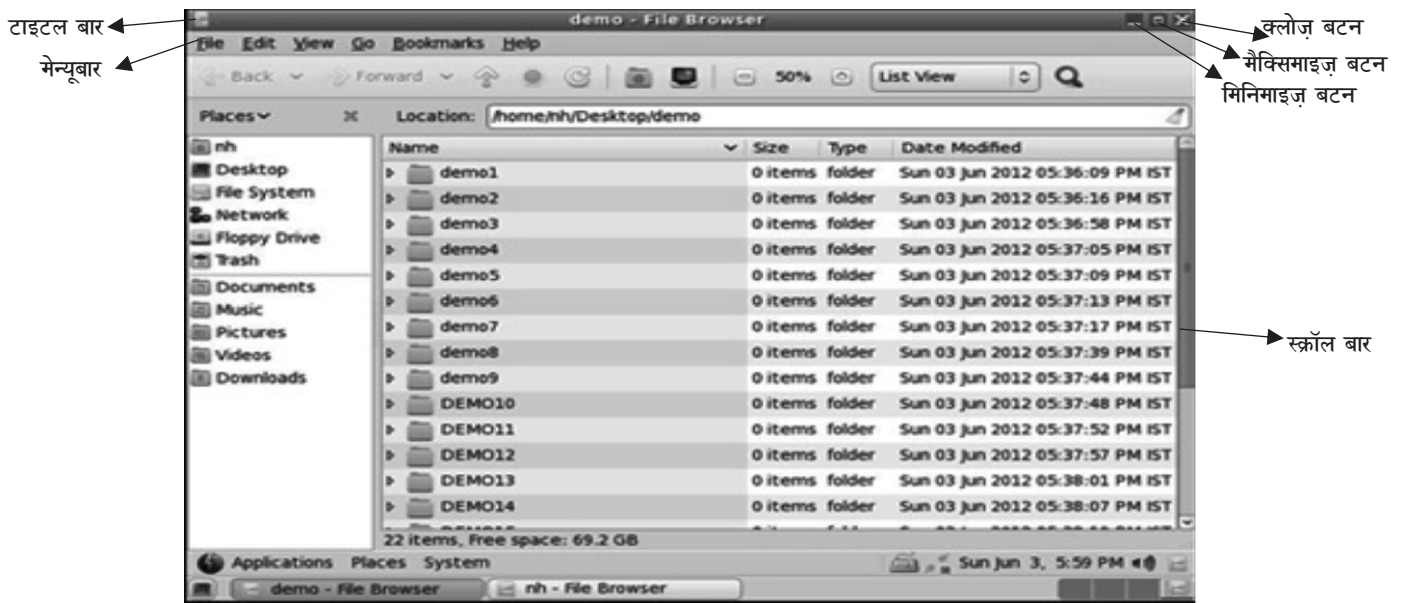 demo - File Browser
टाइटल बार
क्लोज़ बटन
File Edit View Go Bookmarks Help
मेन्यूबार
मैक्सिमाइज़ बटन
Back Forward 50% List View
मिनिमाइज़ बटन
Places Location: /home/nh/Desktop/demo
nh
Desktop
File System
Network
Floppy Drive
Trash
Documents
Music
Pictures
Videos
Downloads
Name Size Type Date Modified
demo1 0 items folder Sun 03 Jun 2012 05:36:09 PM IST
demo2 0 items folder Sun 03 Jun 2012 05:36:16 PM IST
demo3 0 items folder Sun 03 Jun 2012 05:36:58 PM IST
demo4 0 items folder Sun 03 Jun 2012 05:37:05 PM IST
demo5 0 items folder Sun 03 Jun 2012 05:37:09 PM IST
demo6 0 items folder Sun 03 Jun 2012 05:37:13 PM IST
demo7 0 items folder Sun 03 Jun 2012 05:37:17 PM IST
स्क्रॉल बार
demo8 0 items folder Sun 03 Jun 2012 05:37:39 PM IST
demo9 0 items folder Sun 03 Jun 2012 05:37:44 PM IST
DEMO10 0 items folder Sun 03 Jun 2012 05:37:48 PM IST
DEMO11 0 items folder Sun 03 Jun 2012 05:37:52 PM IST
DEMO12 0 items folder Sun 03 Jun 2012 05:37:57 PM IST
DEMO13 0 items folder Sun 03 Jun 2012 05:38:01 PM IST
DEMO14 0 items folder Sun 03 Jun 2012 05:38:07 PM IST
22 items, Free space: 69.2 GB
Applications Places System Sun Jun 3, 5:59 PM
demo - File Browser nh - File Browser